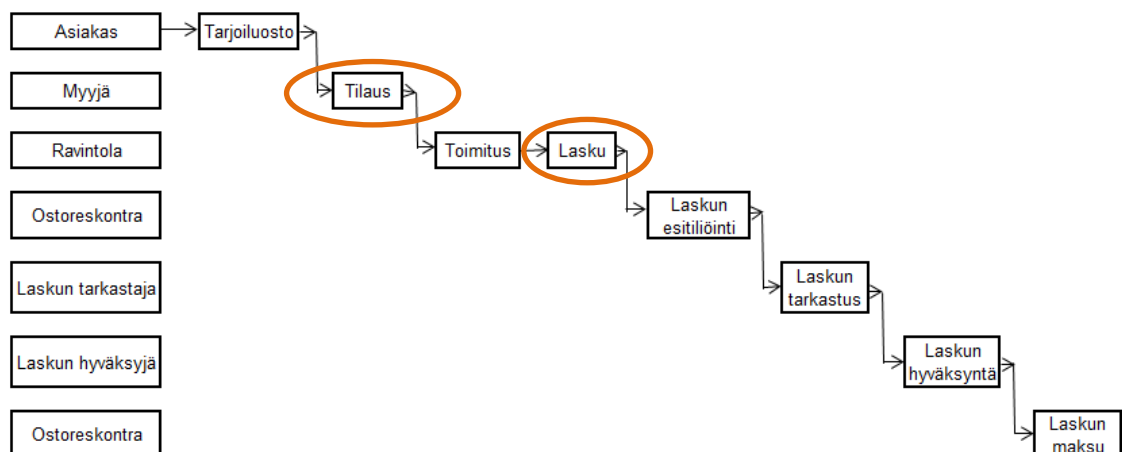 Asiakas
Tarjoiluosto
Myyjä
Tilaus
Ravintola
Toimitus
Lasku
Ostoreskontra
Laskun
esitiliöinti
Laskun tarkastaja
Laskun
tarkastus
Laskun hyväksyjä
Laskun
hyväksyntä
Ostoreskontra
Laskun
maksu